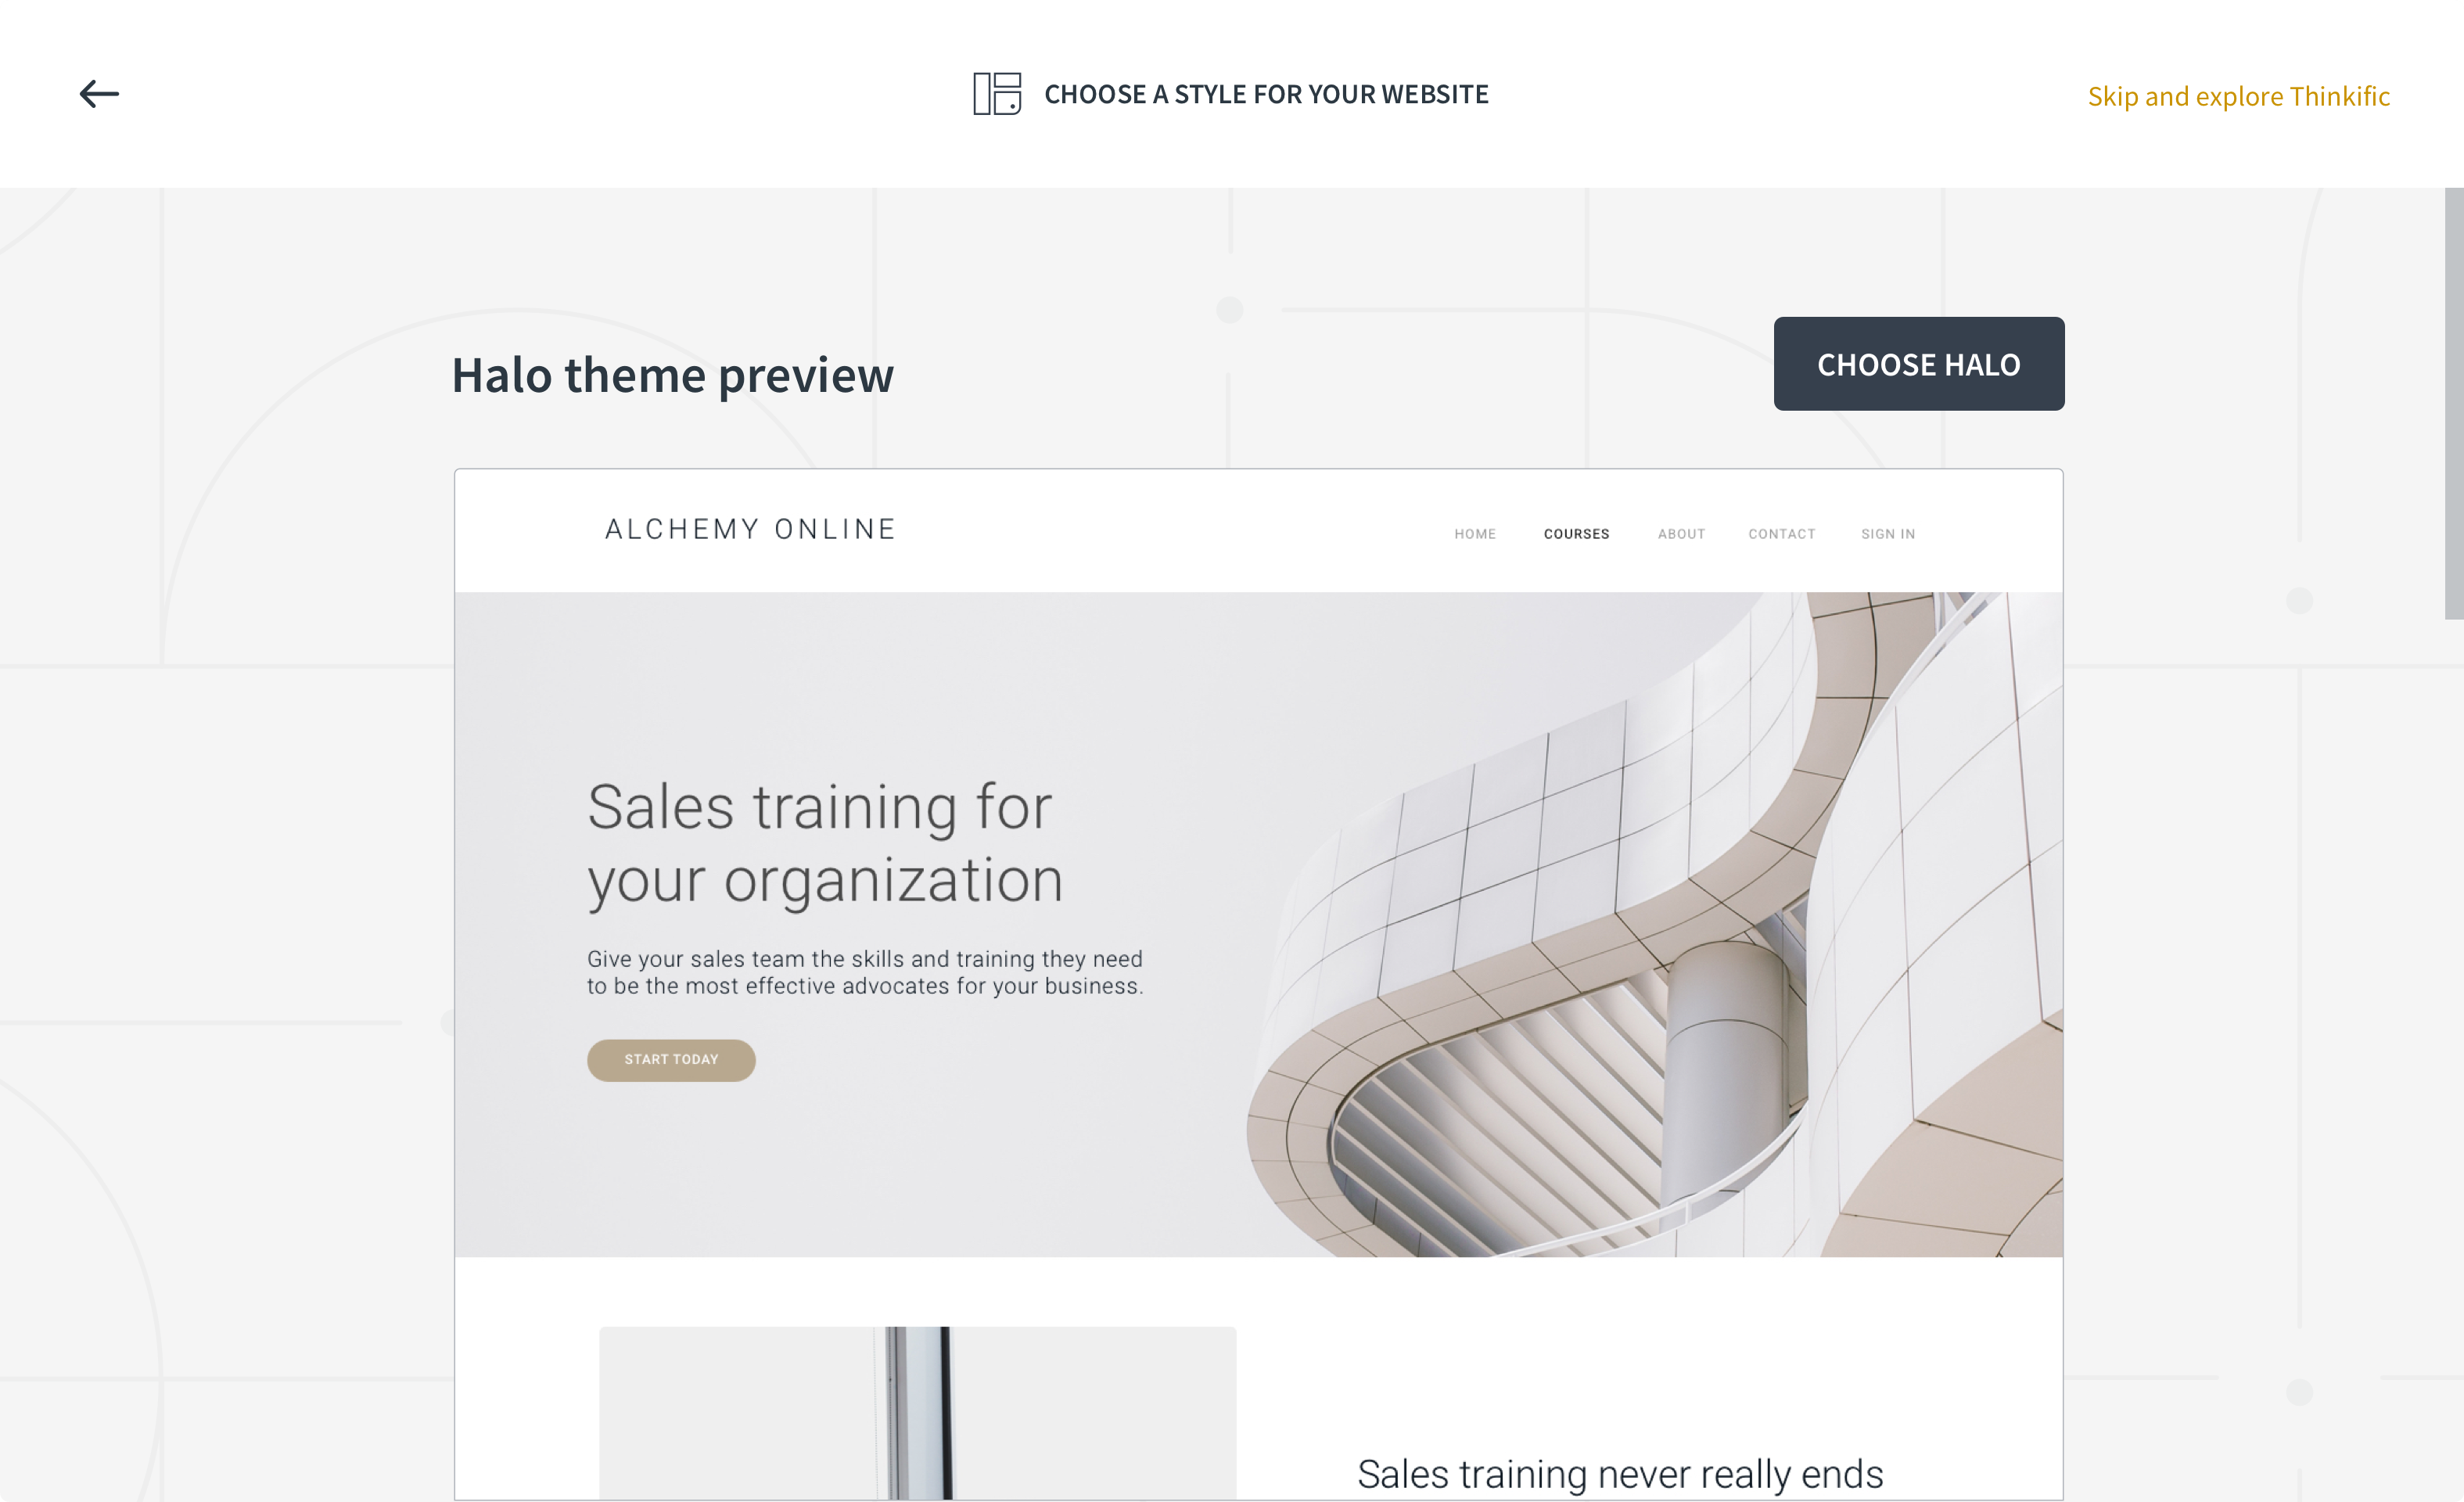 CHOOSE A STYLE FOR YOUR WEBSITE
Skip and explore Thinkific
Halo theme preview
CHOOSE HALO
ALCHEMY ONLINE
HOME COURSES ABOUT CONTACT SIGN IN
Sales training for
your organization
Give your sales team the skills and training they need
to be the most effective advocates for your business.
START TODAY
Sales training never really ends